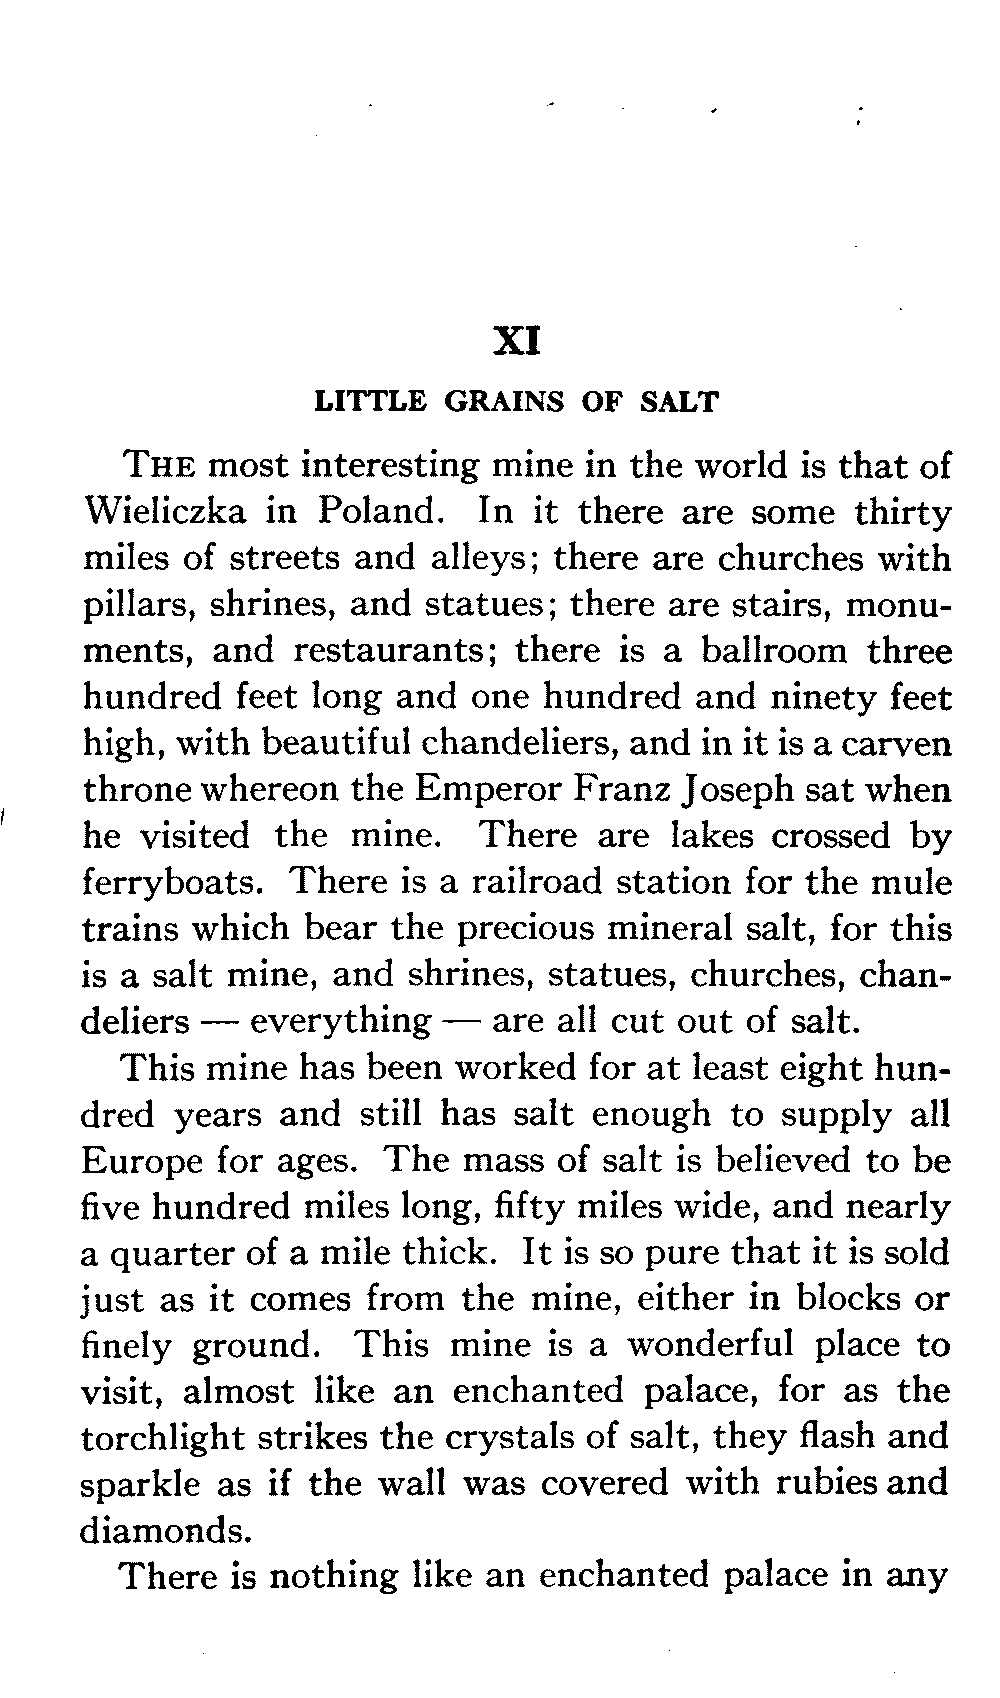 XI
LITTLE GRAINS OF SALT
THE most interesting mine in the world is that of
Wieliczka in Poland. In it there are some thirty
miles of streets and alleys; there are churches with
pillars, shrines, and statues; there are stairs, monu-
ments, and restaurants; there is a ballroom three
hundred feet long and one hundred and ninety feet
high, with beautiful chandeliers, and in it is a carven
throne whereon the Emperor Franz Joseph sat when
he visited the mine. There are lakes crossed by
ferryboats. There is a railroad station for the mule
trains which bear the precious mineral salt, for this
is a salt mine, and shrines, statues, churches, chan-
deliers — everything — are all cut out of salt.
This mine has been worked for at least eight hun-
dred years and still has salt enough to supply all
Europe for ages. The mass of salt is believed to be
five hundred miles long, fifty miles wide, and nearly
a quarter of a mile thick. It is so pure that it is sold
just as it comes from the mine, either in blocks or
finely ground. This mine is a wonderful place to
visit, almost like an enchanted palace, for as the
torchlight strikes the crystals of salt, they flash and
sparkle as if the wall was covered with rubies and
diamonds.
There is nothing like an enchanted palace in any